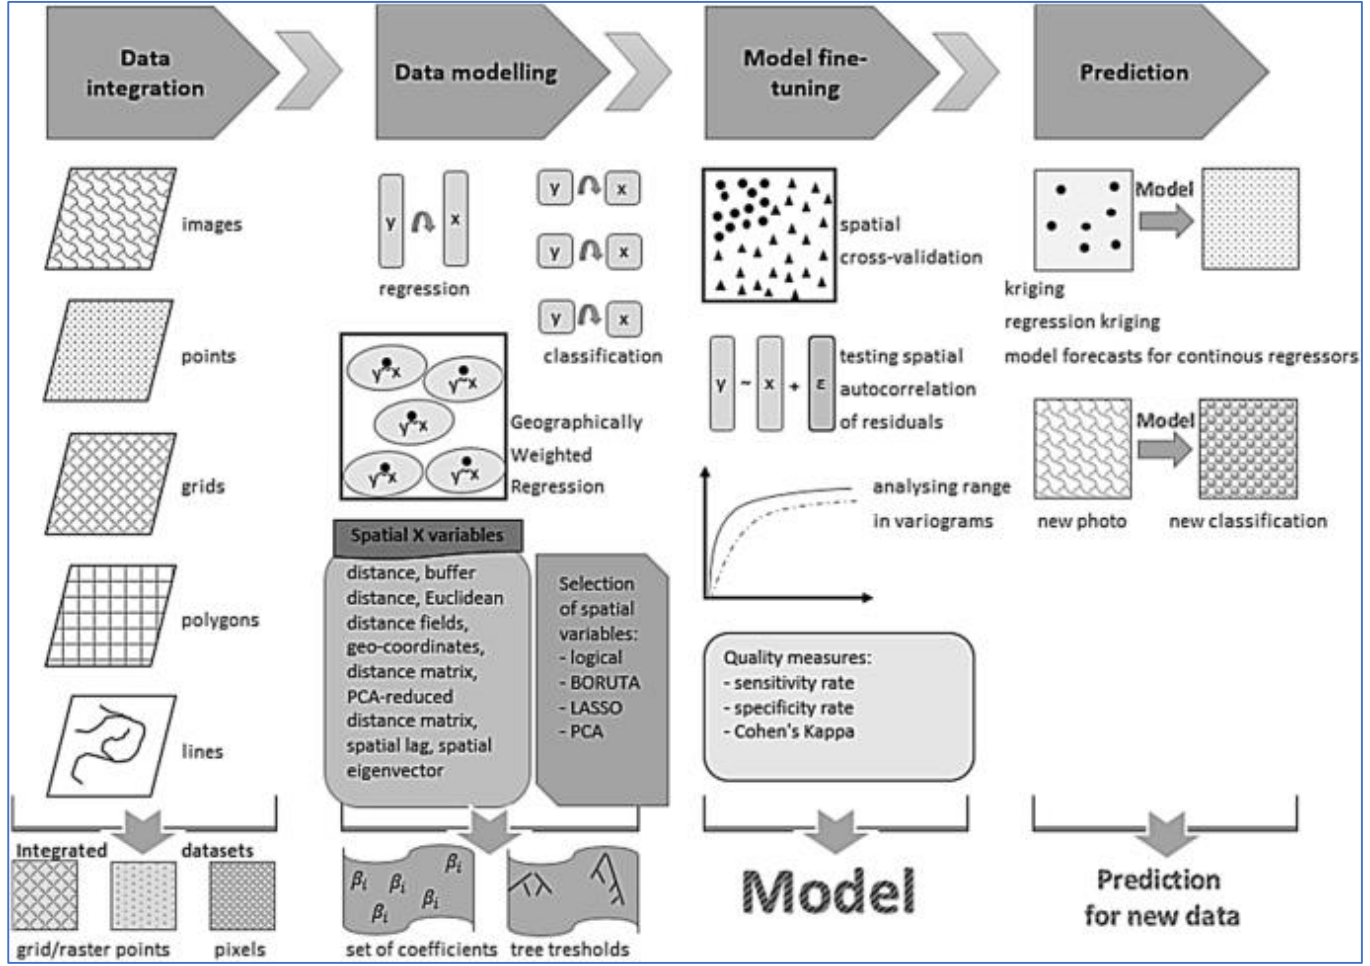 Data
integration
Data modelling
Model fine-
tuning
Prediction
images
points
grids
polygons
lines
Integrated datasets
grid/raster points pixels
y x
regression
y x
y x
y x
classification
y~x
y~x
y~x
y~x
y~x
Geographically
Weighted
Regression
Spatial X variables
distance, buffer
distance, Euclidean
distance fields,
geo-coordinates,
distance matrix,
PCA-reduced
distance matrix,
spatial lag, spatial
eigenvector
Selection
of spatial
variables:
- logical
- BORUTA
- LASSO
- PCA
βi βi βi βi βi
set of coefficients
tree tresholds
spatial
cross-validation
y ~ x + ε
testing spatial
autocorrelation
of residuals
analysing range
in variograms
Quality measures:
- sensitivity rate
- specificity rate
- Cohen's Kappa
Model
Model
kriging
regression kriging
model forecasts for continous regressors
Model
new photo
new classification
Prediction
for new data